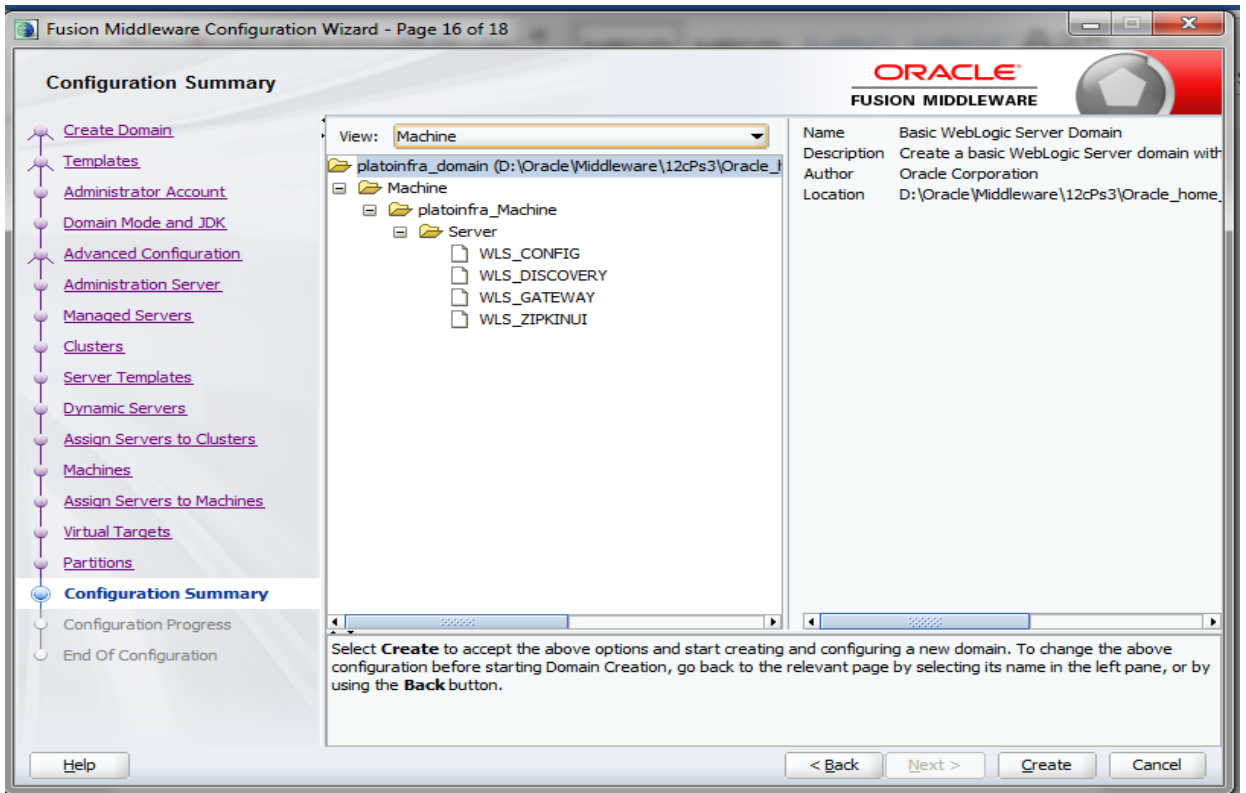 Fusion Middleware Configuration Wizard - Page 16 of 18
Configuration Summary
ORACLE
FUSION MIDDLEWARE
Create Domain
Templates
Administrator Account
Domain Mode and JDK
Advanced Configuration
Administration Server
Managed Servers
Clusters
Server Templates
Dynamic Servers
Assign Servers to Clusters
Machines
Assign Servers to Machines
Virtual Targets
Partitions
Configuration Summary
Configuration Progress
End Of Configuration
View: Machine
platoinfra_domain (D:\Oracle\Middleware\12cPs3\Oracle_
Machine
platoinfra_Machine
Server
WLS_CONFIG
WLS_DISCOVERY
WLS_GATEWAY
WLS_ZIPKINUI
Name Basic WebLogic Server Domain
Description Create a basic WebLogic Server domain with
Author Oracle Corporation
Location D:\Oracle\Middleware\12cPs3\Oracle_home_
Select Create to accept the above options and start creating and configuring a new domain. To change the above
configuration before starting Domain Creation, go back to the relevant page by selecting its name in the left pane, or by
using the Back button.
Help
< Back
Next >
Create
Cancel